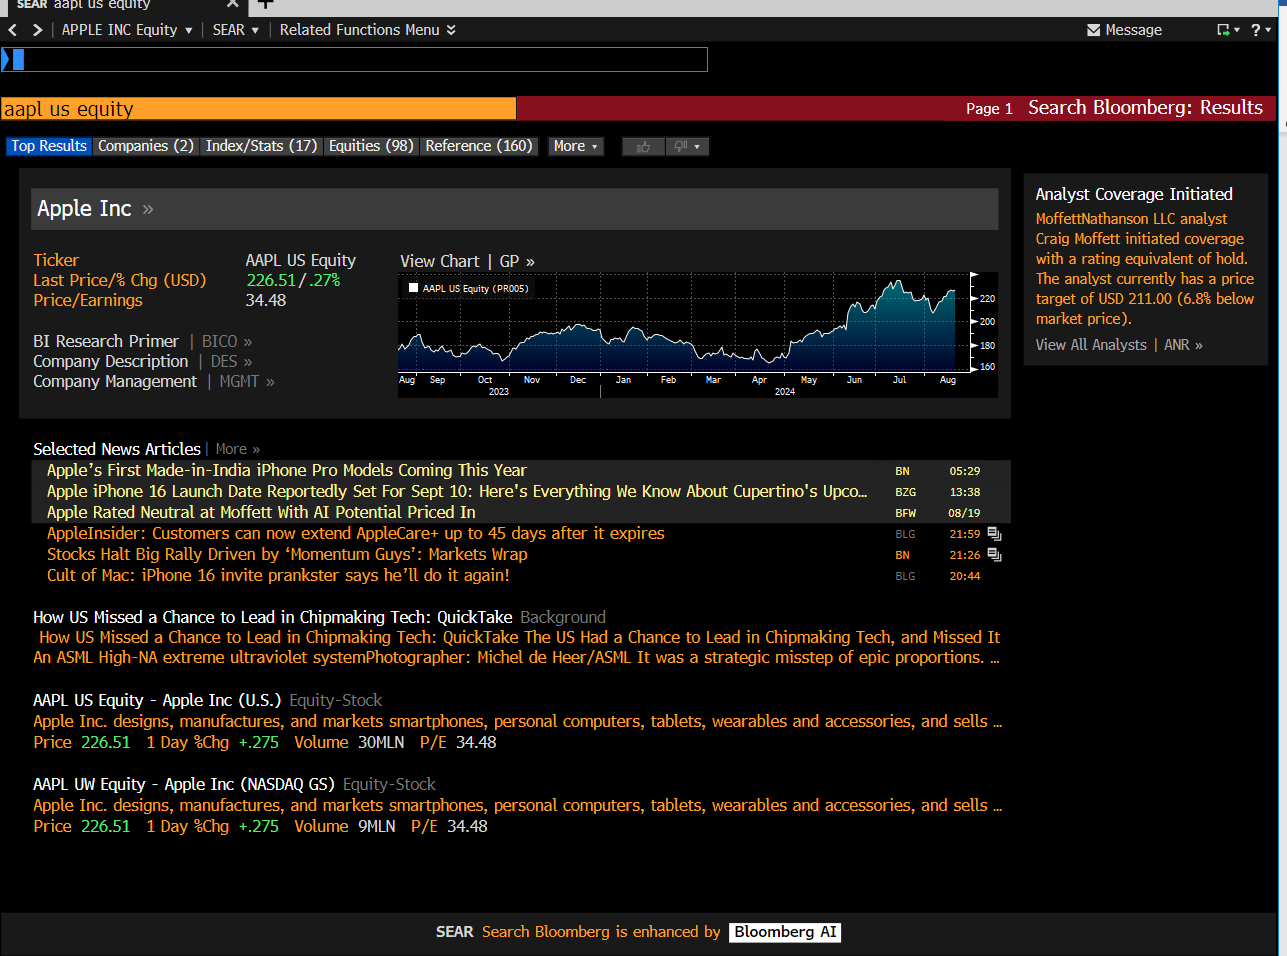 SEAR aapl us equity
APPLE INC Equity | SEAR | Related Functions Menu Message ?
aapl us equity Page 1 Search Bloomberg: Results
Top Results Companies (2) Index/Stats (17) Equities (98) Reference (160) More
Apple Inc »
Ticker AAPL US Equity
Last Price/% Chg (USD) 226.51/.27%
Price/Earnings 34.48
BI Research Primer | BICO »
Company Description | DES »
Company Management | MGMT »
View Chart | GP »
AAPL US Equity (PR005)
220
200
180
160
Aug Sep Oct Nov Dec Jan Feb Mar Apr May Jun Jul Aug
2023 2024
Analyst Coverage Initiated
MoffettNathanson LLC analyst
Craig Moffett initiated coverage
with a rating equivalent of hold.
The analyst currently has a price
target of USD 211.00 (6.8% below
market price).
View All Analysts | ANR »
Selected News Articles | More »
Apple’s First Made-in-India iPhone Pro Models Coming This Year BN 05:29
Apple iPhone 16 Launch Date Reportedly Set For Sept 10: Here's Everything We Know About Cupertino's Upco... BZG 13:38
Apple Rated Neutral at Moffett With AI Potential Priced In BFW 08/19
AppleInsider: Customers can now extend AppleCare+ up to 45 days after it expires BLG 21:59
Stocks Halt Big Rally Driven by ‘Momentum Guys’: Markets Wrap BN 21:26
Cult of Mac: iPhone 16 invite prankster says he’ll do it again! BLG 20:44
How US Missed a Chance to Lead in Chipmaking Tech: QuickTake Background
How US Missed a Chance to Lead in Chipmaking Tech: QuickTake The US Had a Chance to Lead in Chipmaking Tech, and Missed It
An ASML High-NA extreme ultraviolet systemPhotographer: Michel de Heer/ASML It was a strategic misstep of epic proportions. ...
AAPL US Equity - Apple Inc (U.S.) Equity-Stock
Apple Inc. designs, manufactures, and markets smartphones, personal computers, tablets, wearables and accessories, and sells ...
Price 226.51 1 Day %Chg +.275 Volume 30MLN P/E 34.48
AAPL UW Equity - Apple Inc (NASDAQ GS) Equity-Stock
Apple Inc. designs, manufactures, and markets smartphones, personal computers, tablets, wearables and accessories, and sells ...
Price 226.51 1 Day %Chg +.275 Volume 9MLN P/E 34.48
SEAR Search Bloomberg is enhanced by Bloomberg AI